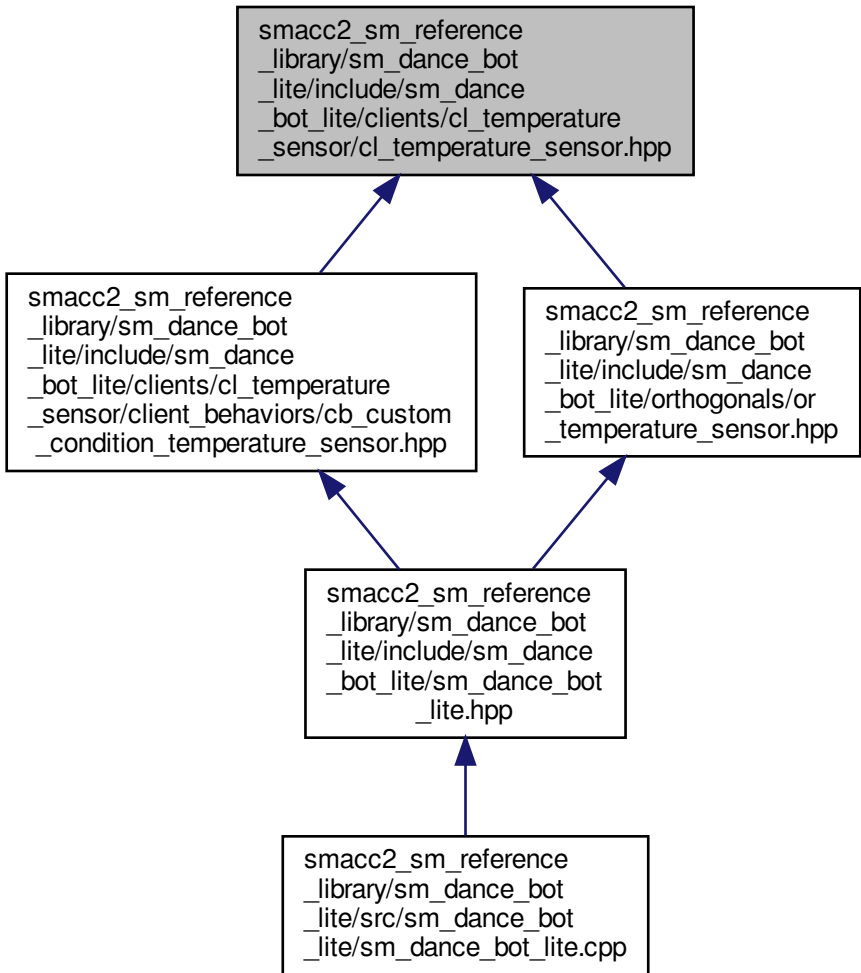 smacc2_sm_reference
_library/sm_dance_bot
_lite/include/sm_dance
_bot_lite/clients/cl_temperature
_sensor/cl_temperature_sensor.hpp
smacc2_sm_reference
_library/sm_dance_bot
_lite/include/sm_dance
_bot_lite/clients/cl_temperature
_sensor/client_behaviors/cb_custom
_condition_temperature_sensor.hpp
smacc2_sm_reference
_library/sm_dance_bot
_lite/include/sm_dance
_bot_lite/orthogonals/or
_temperature_sensor.hpp
smacc2_sm_reference
_library/sm_dance_bot
_lite/include/sm_dance
_bot_lite/sm_dance_bot
_lite.hpp
smacc2_sm_reference
_library/sm_dance_bot
_lite/src/sm_dance_bot
_lite/sm_dance_bot_lite.cpp